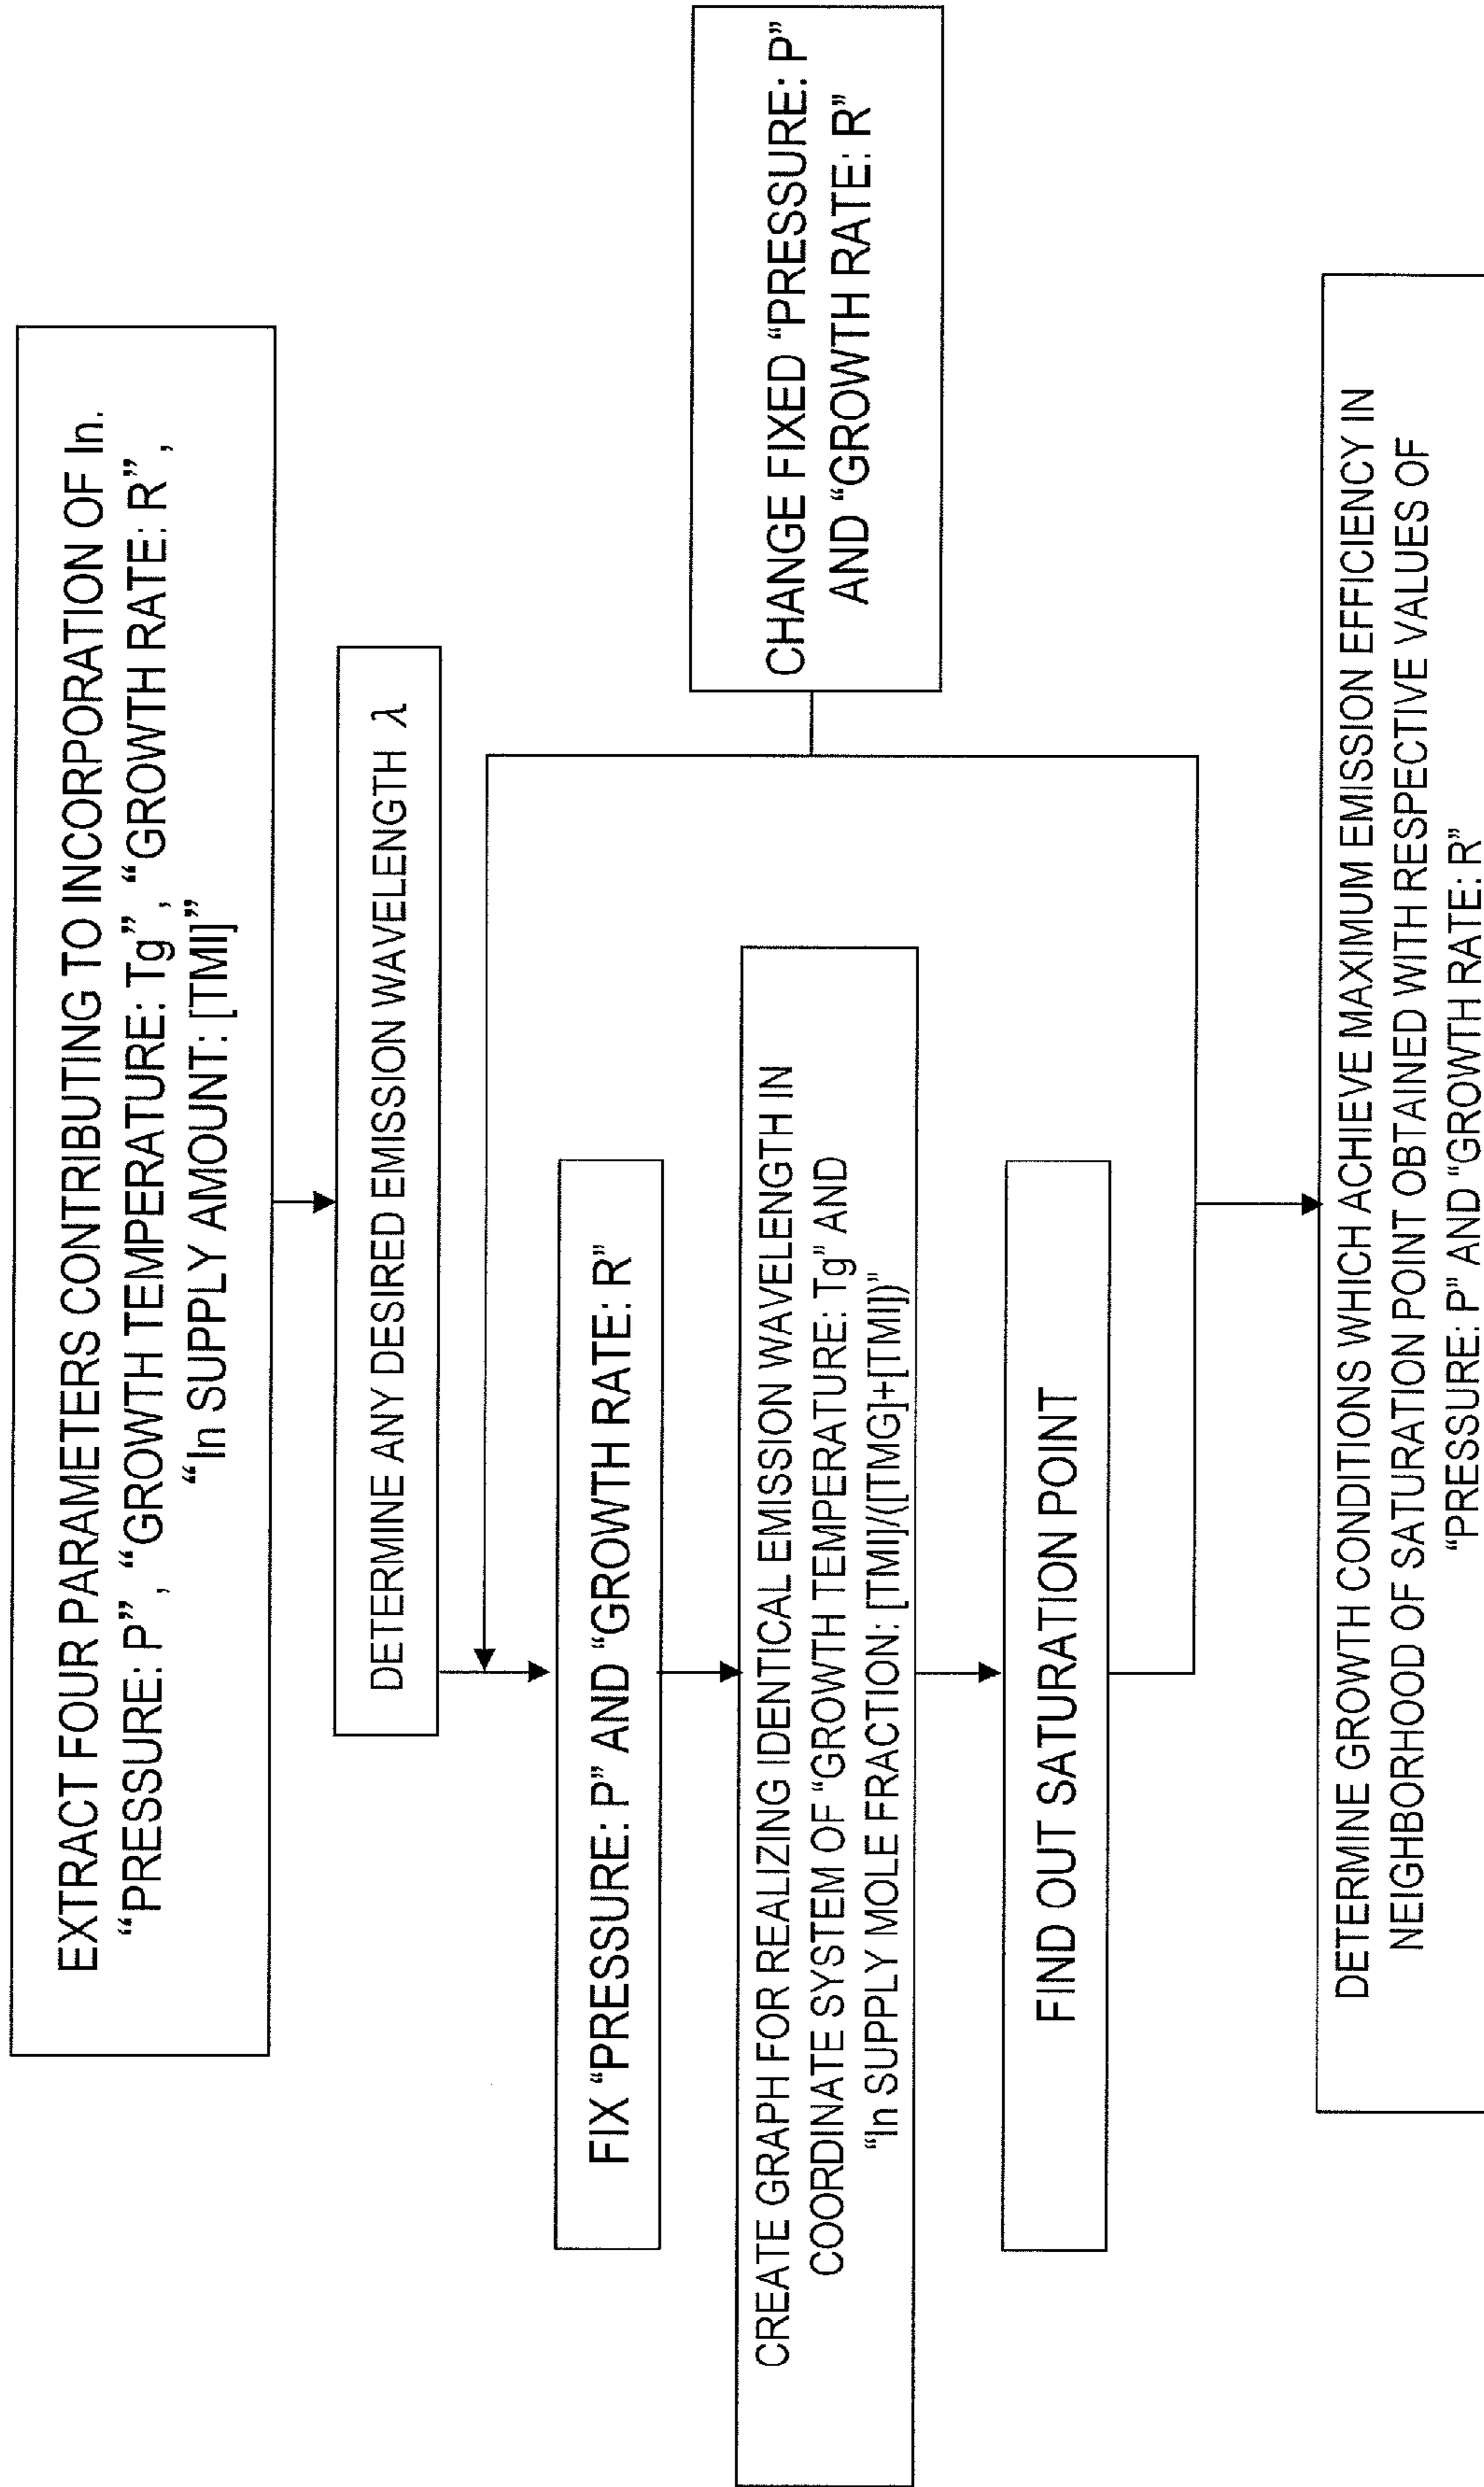 EXTRACT FOUR PARAMETERS CONTRIBUTING TO INCORPORATION OF In.
“PRESSURE: P”, “GROWTH TEMPERATURE: Tg”, “GROWTH RATE: R”,
“In SUPPLY AMOUNT: [TMI]”
DETERMINE ANY DESIRED EMISSION WAVELENGTH λ
FIX “PRESSURE: P” AND “GROWTH RATE: R”
CREATE GRAPH FOR REALIZING IDENTICAL EMISSION WAVELENGTH IN
COORDINATE SYSTEM OF “GROWTH TEMPERATURE: Tg” AND
“In SUPPLY MOLE FRACTION: [TMI]/([TMG]+[TMI])”
FIND OUT SATURATION POINT
CHANGE FIXED “PRESSURE: P”
AND “GROWTH RATE: R”
DETERMINE GROWTH CONDITIONS WHICH ACHIEVE MAXIMUM EMISSION EFFICIENCY IN
NEIGHBORHOOD OF SATURATION POINT OBTAINED WITH RESPECTIVE VALUES OF
“PRESSURE: P” AND “GROWTH RATE: R”